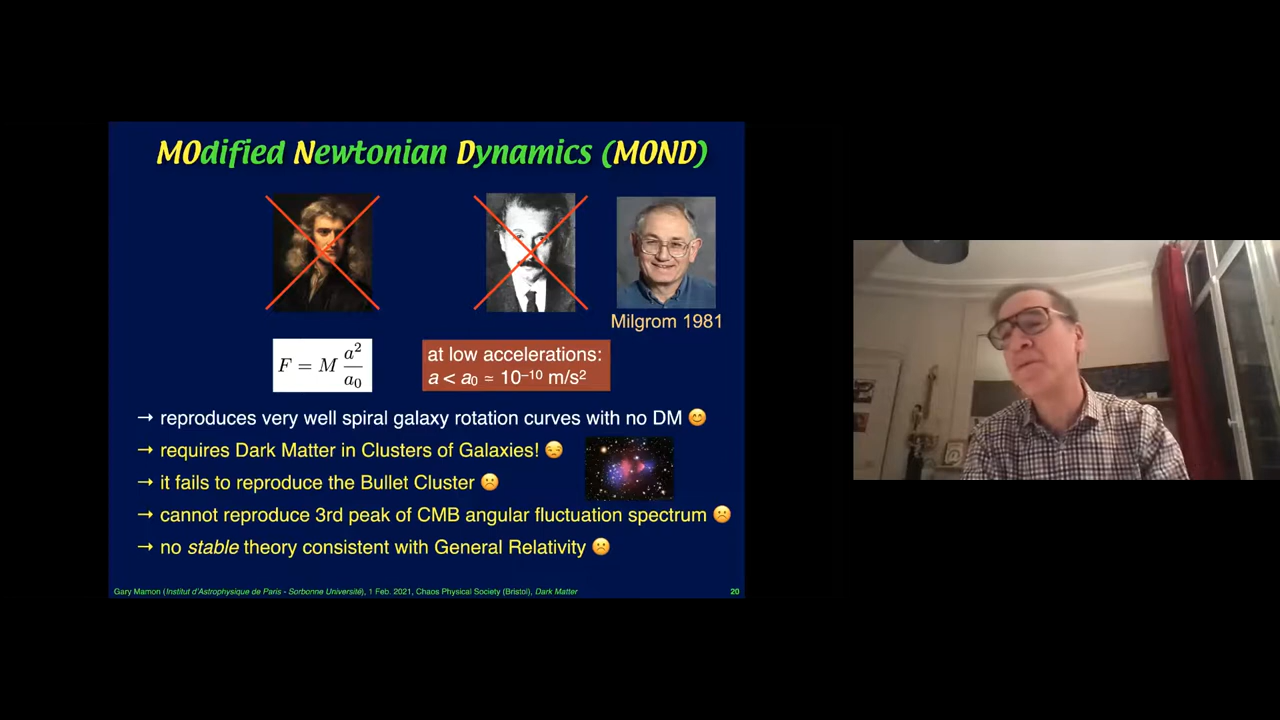 MOdified Newtonian Dynamics (MOND)
Milgrom 1981
F = M a²/a₀
at low accelerations:
a < a₀ ≃ 10⁻¹⁰ m/s²
→ reproduces very well spiral galaxy rotation curves with no DM 😊
→ requires Dark Matter in Clusters of Galaxies! 😒
→ it fails to reproduce the Bullet Cluster ☹️
→ cannot reproduce 3rd peak of CMB angular fluctuation spectrum ☹️
→ no stable theory consistent with General Relativity ☹️
Gary Mamon (Institut d'Astrophysique de Paris - Sorbonne Université), 1 Feb. 2021, Chaos Physical Society (Bristol), Dark Matter 20